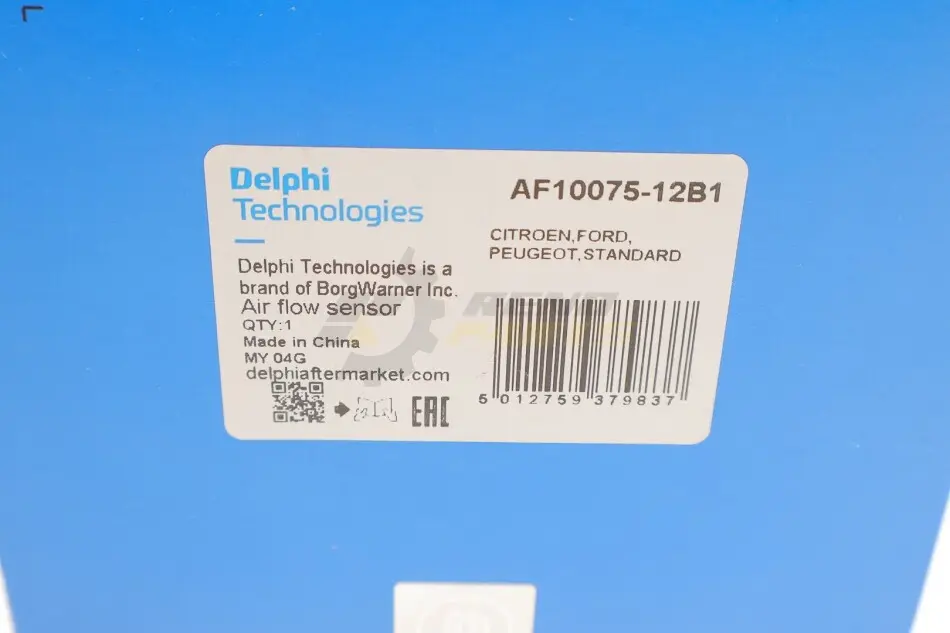 Delphi
Technologies
AF10075-12B1
CITROEN,FORD,
PEUGEOT,STANDARD
Delphi Technologies is a
brand of BorgWarner Inc.
Air flow sensor
QTY:1
Made in China
MY 04G
delphiaftermarket.com
EAC
5 012759 379837